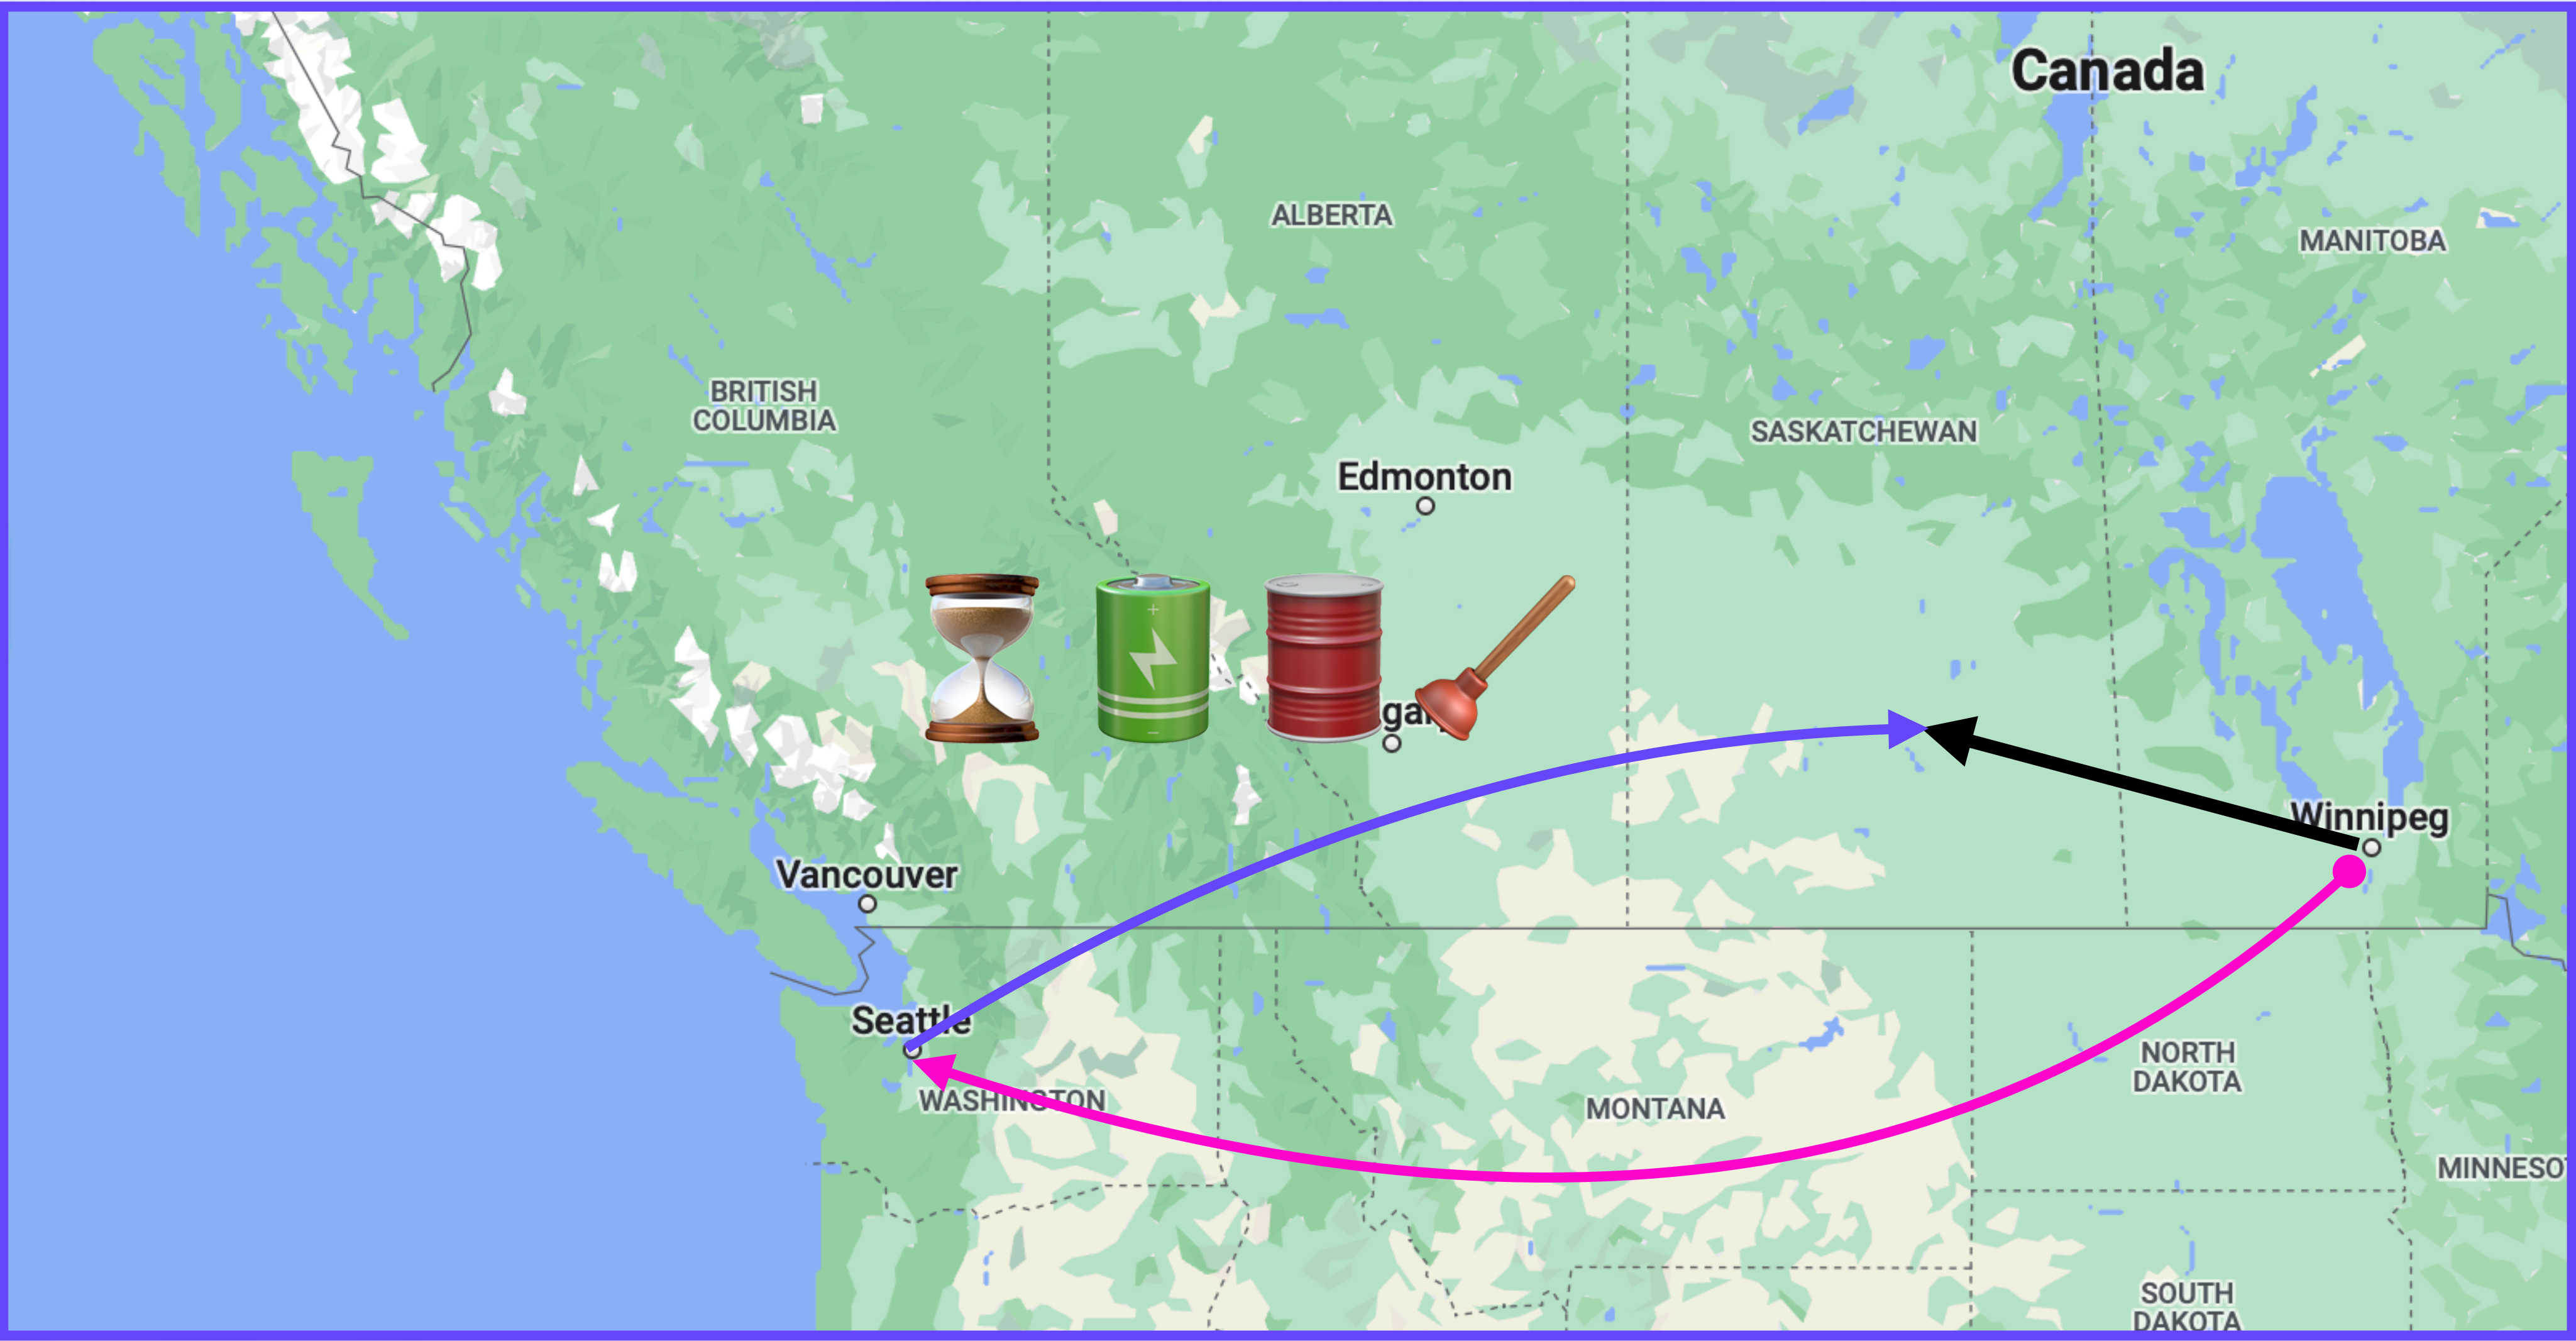 Canada
ALBERTA
MANITOBA
BRITISH
COLUMBIA
SASKATCHEWAN
Edmonton
Winnipeg
Vancouver
Seattle
WASHINGTON
MONTANA
NORTH
DAKOTA
SOUTH
DAKOTA